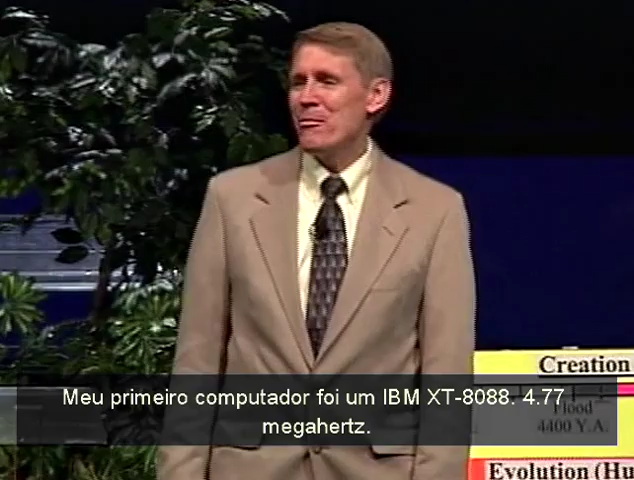 Creation
Meu primeiro computador foi um IBM XT-8088. 4.77
megahertz.
Flood
4400 Y.A.
Evolution (Hu